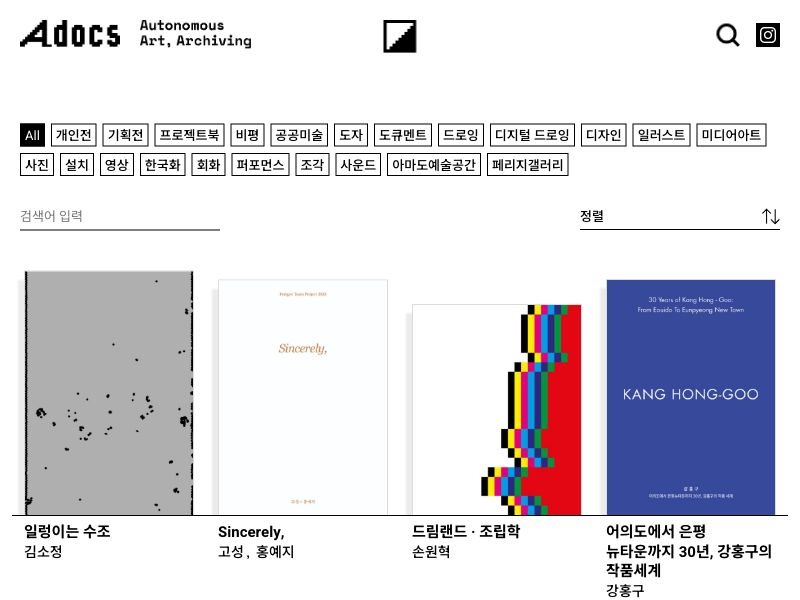 Adocs
Autonomous
Art, Archiving
All 개인전 기획전 프로젝트북 비평 공공미술 도자 도큐멘트 드로잉 디지털 드로잉 디자인 일러스트 미디어아트
사진 설치 영상 한국화 회화 퍼포먼스 조각 사운드 아마도예술공간 페리지갤러리
검색어 입력
정렬
Sincerely,
30 Years of Kang Hong - Goo:
From Eouido To Eunpyeong New Town
KANG HONG-GOO
강 홍 구
일렁이는 수조
김소정
Sincerely,
고성 , 홍예지
드림랜드 · 조립학
손원혁
어의도에서 은평
뉴타운까지 30년, 강홍구의
작품세계
강홍구